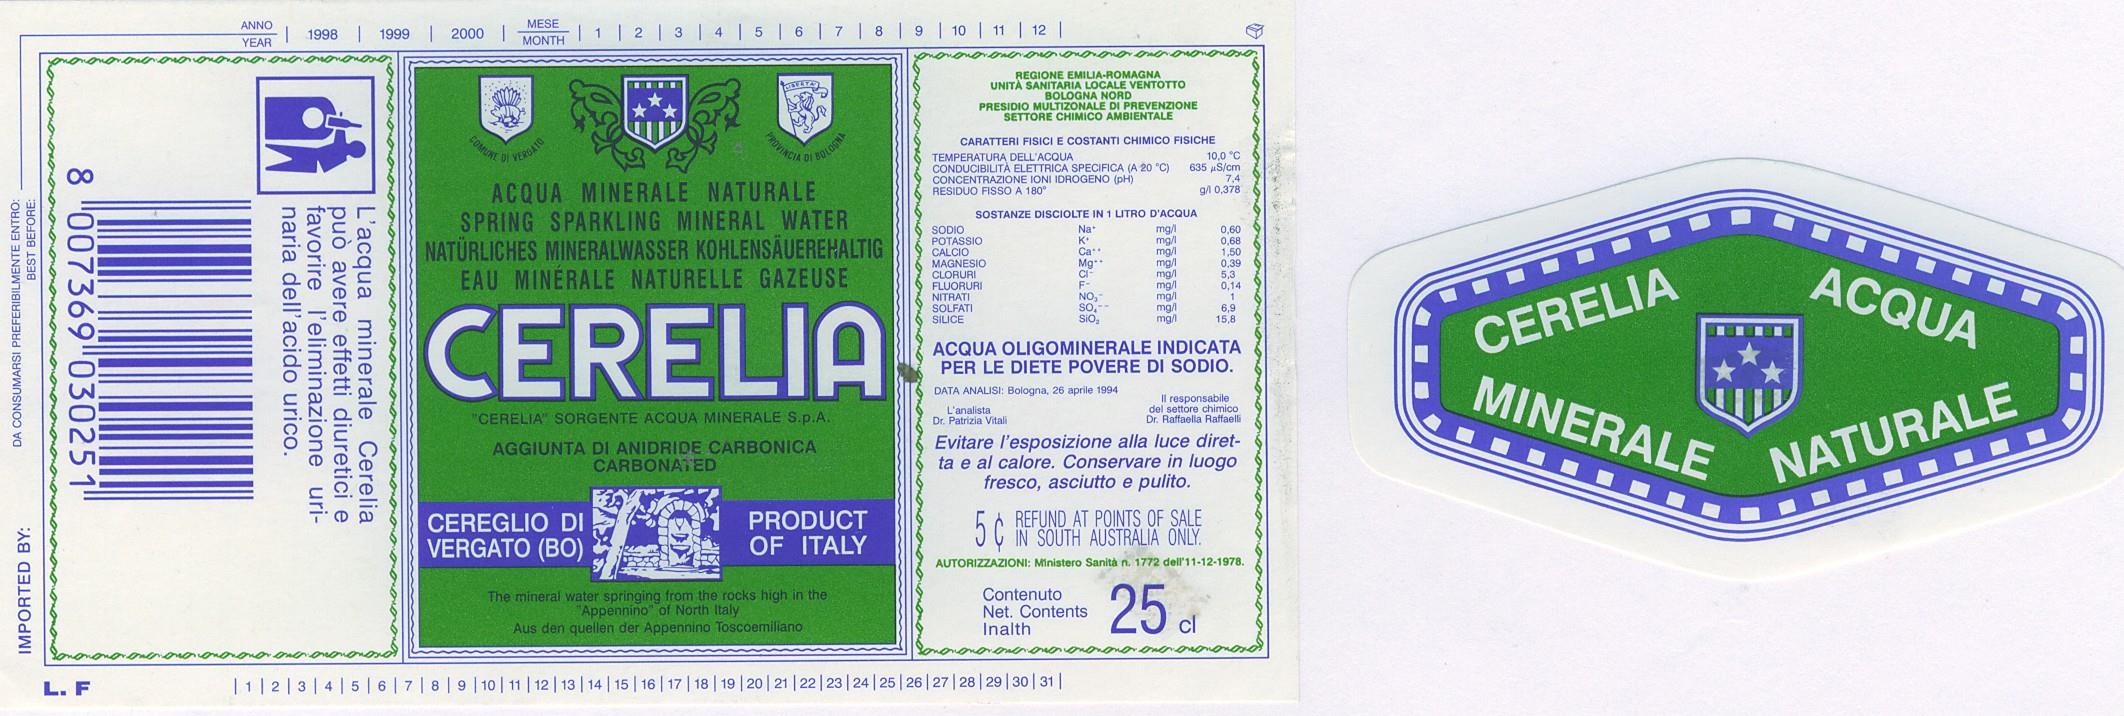 ANNO
YEAR
| 1998 | 1999 | 2000 |
MESE
MONTH
| 1 | 2 | 3 | 4 | 5 | 6 | 7 | 8 | 9 | 10 | 11 | 12 |
DA CONSUMARSI PREFERIBILMENTE ENTRO:
BEST BEFORE:
IMPORTED BY:
8 007369 030251
L'acqua minerale Cerelia
può avere effetti diuretici e
favorire l'eliminazione uri-
naria dell'acido urico.
COMUNE DI VERGATO
LIBERTAS
PROVINCIA DI BOLOGNA
ACQUA MINERALE NATURALE
SPRING SPARKLING MINERAL WATER
NATÜRLICHES MINERALWASSER KOHLENSÄUEREHALTIG
EAU MINÉRALE NATURELLE GAZEUSE
CERELIA
"CERELIA" SORGENTE ACQUA MINERALE S.p.A.
AGGIUNTA DI ANIDRIDE CARBONICA
CARBONATED
CEREGLIO DI
VERGATO (BO)
PRODUCT
OF ITALY
The mineral water springing from the rocks high in the
"Appennino" of North Italy
Aus den quellen der Appennino Toscoemiliano
REGIONE EMILIA-ROMAGNA
UNITÀ SANITARIA LOCALE VENTOTTO
BOLOGNA NORD
PRESIDIO MULTIZONALE DI PREVENZIONE
SETTORE CHIMICO AMBIENTALE
CARATTERI FISICI E COSTANTI CHIMICO FISICHE
TEMPERATURA DELL'ACQUA 10,0 °C
CONDUCIBILITÀ ELETTRICA SPECIFICA (A 20 °C) 635 µS/cm
CONCENTRAZIONE IONI IDROGENO (pH) 7,4
RESIDUO FISSO A 180° g/l 0,378
SOSTANZE DISCIOLTE IN 1 LITRO D'ACQUA
SODIO Na⁺ mg/l 0,60
POTASSIO K⁺ mg/l 0,68
CALCIO Ca⁺⁺ mg/l 1,50
MAGNESIO Mg⁺⁺ mg/l 0,39
CLORURI Cl⁻ mg/l 5,3
FLUORURI F⁻ mg/l 0,14
NITRATI NO₃⁻ mg/l 1
SOLFATI SO₄⁻⁻ mg/l 6,9
SILICE SiO₂ mg/l 15,8
ACQUA OLIGOMINERALE INDICATA
PER LE DIETE POVERE DI SODIO.
DATA ANALISI: Bologna, 26 aprile 1994
L'analista
Dr. Patrizia Vitali
Il responsabile
del settore chimico
Dr. Raffaella Raffaelli
Evitare l'esposizione alla luce diret-
ta e al calore. Conservare in luogo
fresco, asciutto e pulito.
5 ¢ REFUND AT POINTS OF SALE
IN SOUTH AUSTRALIA ONLY.
AUTORIZZAZIONI: Ministero Sanità n. 1772 dell'11-12-1978.
Contenuto
Net. Contents
Inalth
25 cl
L. F
| 1 | 2 | 3 | 4 | 5 | 6 | 7 | 8 | 9 | 10 | 11 | 12 | 13 | 14 | 15 | 16 | 17 | 18 | 19 | 20 | 21 | 22 | 23 | 24 | 25 | 26 | 27 | 28 | 29 | 30 | 31 |
CERELIA ACQUA
MINERALE NATURALE